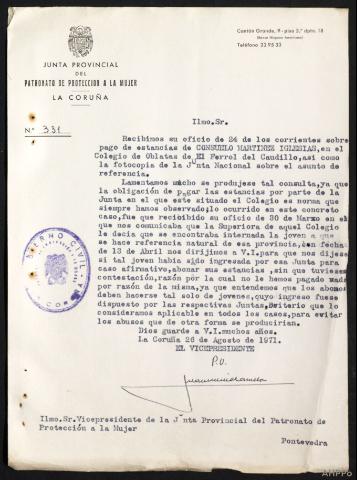 Cantón Grande, 9 - piso 3.º dpto. 18
(Banco Hispano Americano)
Teléfono 22 95 33
JUNTA PROVINCIAL
DEL
PATRONATO DE PROTECCION A LA MUJER
LA CORUÑA
N.º 331
Ilmo.Sr.
Recibimos su oficio de 24 de los corrientes sobre
pago de estancias de CONSUELO MARTINEZ IGLESIAS, en el
Colegio de Oblatas de El Ferrol del Caudillo, asi como
la fotocopia de la Junta Nacional sobre el asunto de
referencia.
Lamentamos mucho se produjese tal consulta, ya que
la obligación de pagar las estancias por parte de la
Junta en el que este situado el Colegio es norma que
siempre hemos observado, lo ocurrido en este concreto
caso, fue que recibido su oficio de 30 de Marzo en el
que nos comunicaba que la Superiora de aquel Colegio
le decia que se encontraba internada la joven a que
se hace referencia natural de esa provincia, en fecha
de 13 de Abril nos dirijimos a V.I. para que nos dijese
si tal joven habia sido ingresada por esa Junta para
caso afirmativo, abonar sus estancias, sin que tuviesemos
contestación, razón por la cual no le hemos pagado nada
por razón de la misma, ya que entendemos que los abonos
deben hacerse tal solo de jovenes, cuyo ingreso fuese
dispuesto por las respectivas Juntas. Criterio que lo
consideramos aplicable en todos los casos, para evitar
los abusos que de otra forma se producirian.
Dios guarde a V.I. muchos años.
La Coruña 26 de Agosto de 1971.
EL VICEPRESIDENTE
P.O.
Ilmo.Sr.Vicepresidente de la Junta Provincial del Patronato de
Protección a la Mujer
Pontevedra
AHPPo